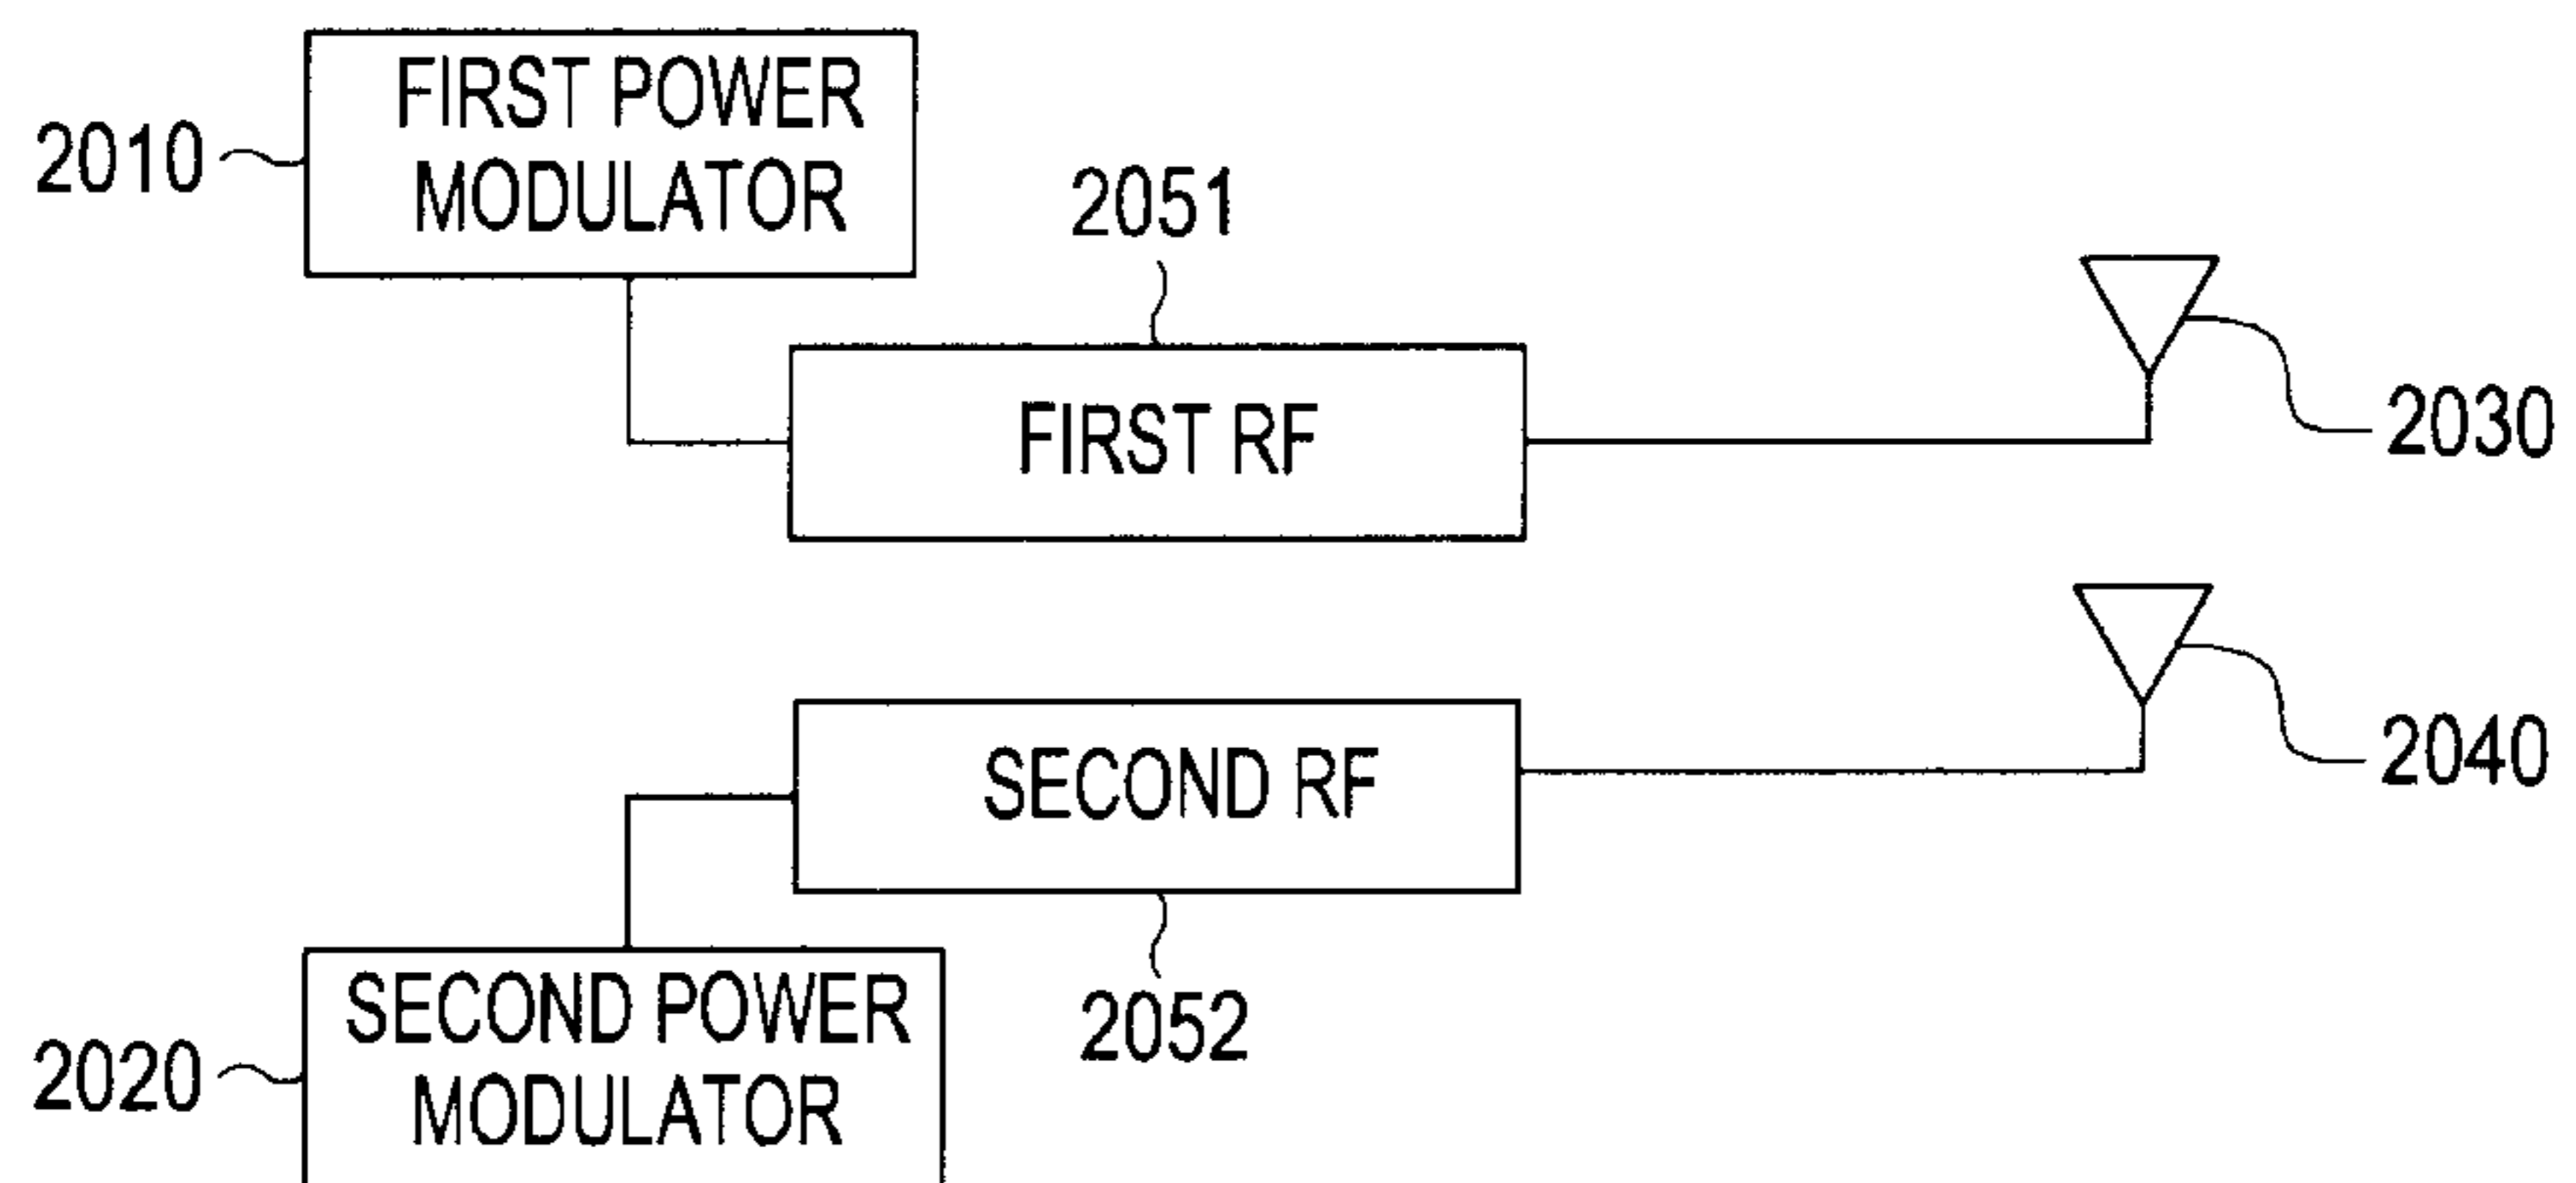 FIRST POWER
MODULATOR
2010
2051
FIRST RF
2030
SECOND RF
2040
2052
SECOND POWER
MODULATOR
2020